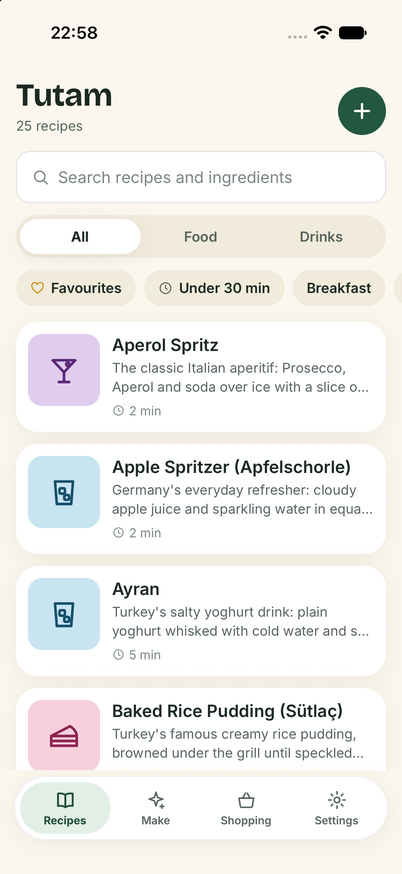 22:58
Tutam
25 recipes
Search recipes and ingredients
All
Food
Drinks
Favourites
Under 30 min
Breakfast
Aperol Spritz
The classic Italian aperitif: Prosecco,
Aperol and soda over ice with a slice o...
2 min
Apple Spritzer (Apfelschorle)
Germany's everyday refresher: cloudy
apple juice and sparkling water in equa...
2 min
Ayran
Turkey's salty yoghurt drink: plain
yoghurt whisked with cold water and s...
5 min
Baked Rice Pudding (Sütlaç)
Turkey's famous creamy rice pudding,
browned under the grill until speckled...
Recipes
Make
Shopping
Settings